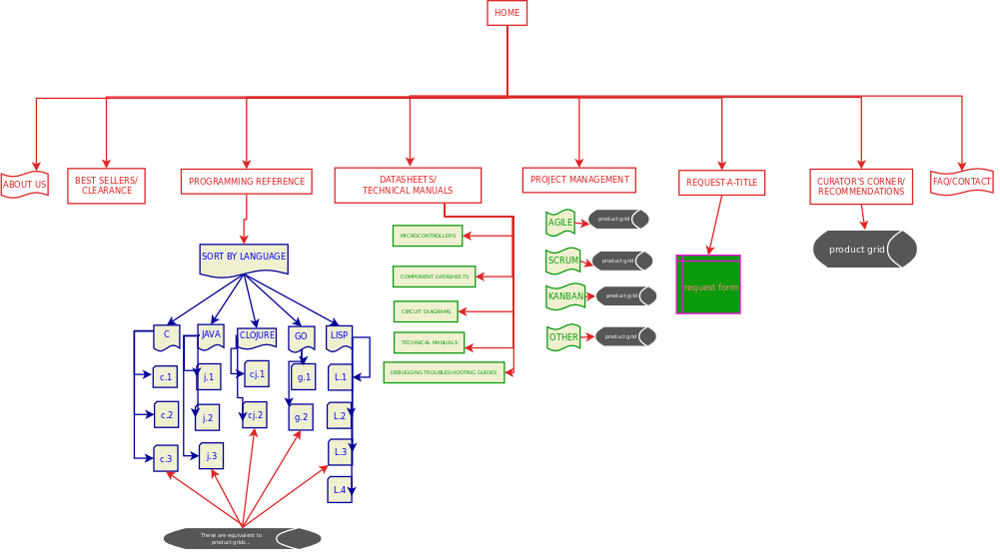 HOME
ABOUT US
BEST SELLERS/
CLEARANCE
PROGRAMMING REFERENCE
DATASHEETS/
TECHNICAL MANUALS
PROJECT MANAGEMENT
REQUEST-A-TITLE
CURATOR'S CORNER/
RECOMMENDATIONS
FAQ/CONTACT
SORT BY LANGUAGE
C
JAVA
CLOJURE
GO
LISP
c.1
j.1
cj.1
g.1
L.1
c.2
j.2
cj.2
g.2
L.2
c.3
j.3
L.3
L.4
These are equivalent to
product grids...
MICROCONTROLLERS
COMPONENT DATASHEETS
CIRCUIT DIAGRAMS
TECHNICAL MANUALS
DEBUGGING TROUBLESHOOTING GUIDES
AGILE
product grid
SCRUM
product grid
KANBAN
product grid
OTHER
product grid
request form
product grid